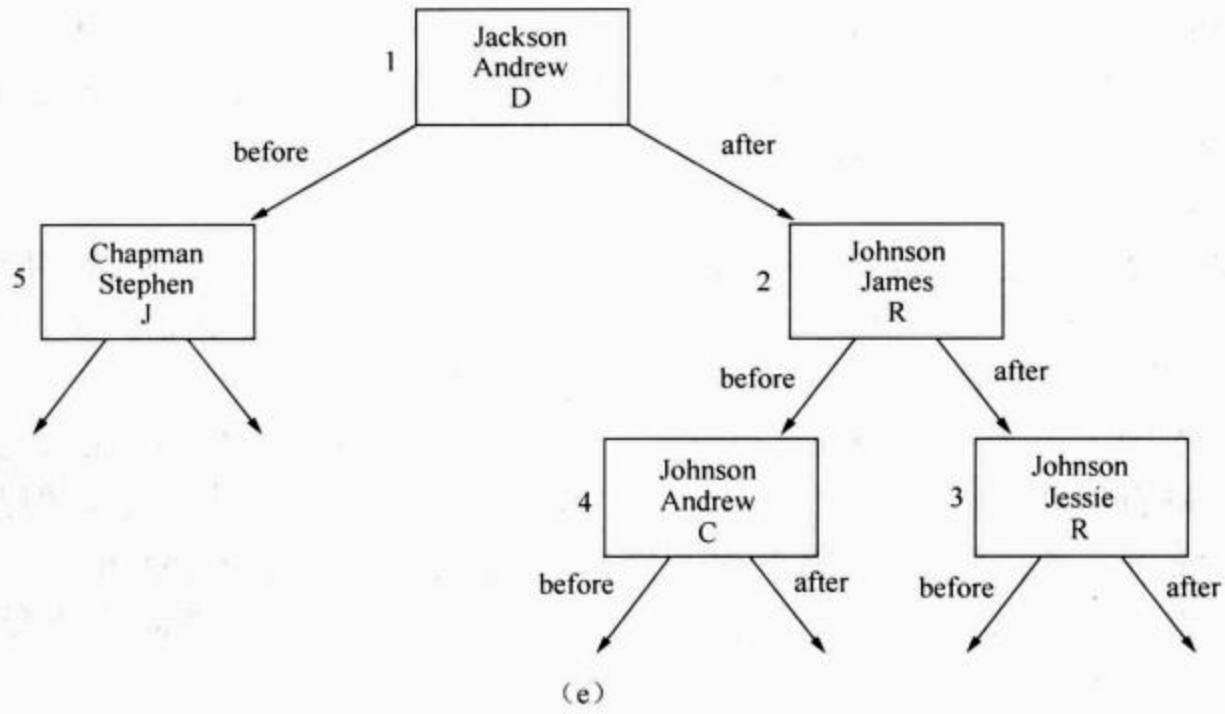 1
Jackson
Andrew
D
before
after
5
Chapman
Stephen
J
2
Johnson
James
R
before
after
4
Johnson
Andrew
C
3
Johnson
Jessie
R
before
after
before
after
(e)